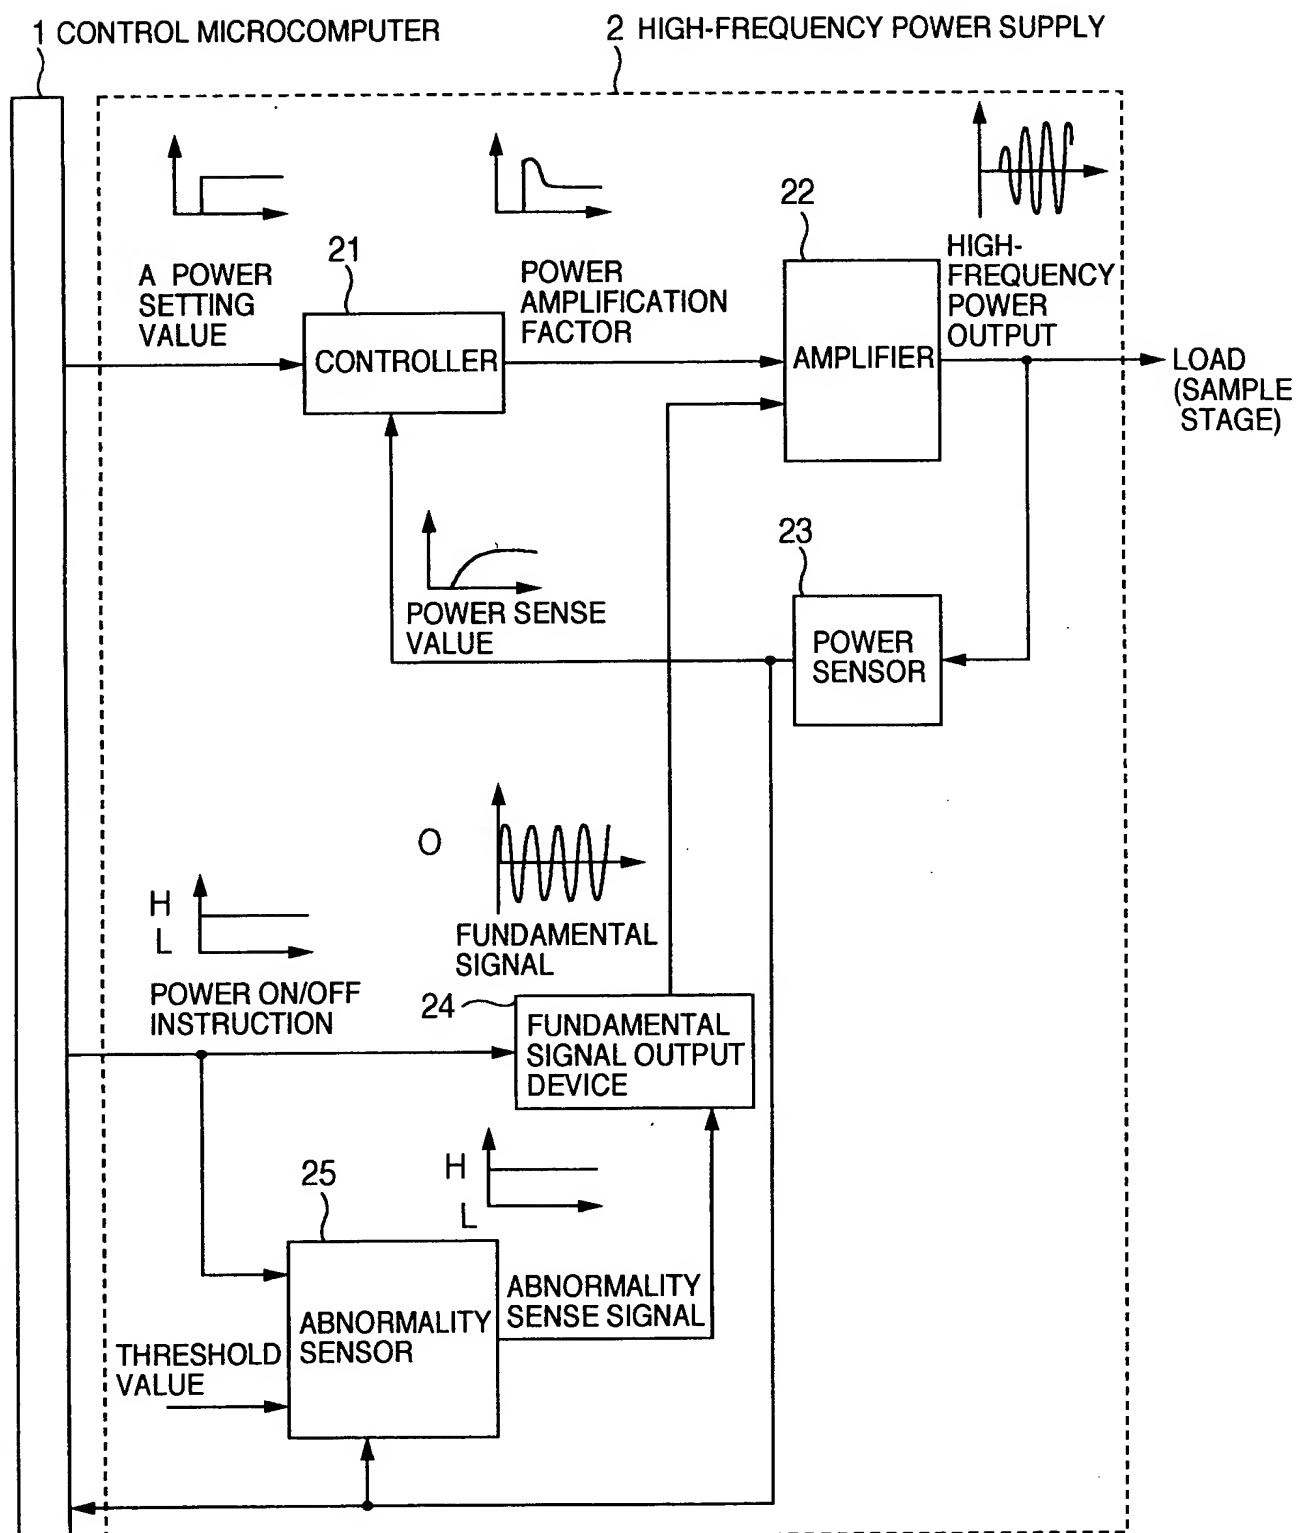 1 CONTROL MICROCOMPUTER
2 HIGH-FREQUENCY POWER SUPPLY
A POWER
SETTING
VALUE
21
CONTROLLER
POWER
AMPLIFICATION
FACTOR
22
AMPLIFIER
HIGH-
FREQUENCY
POWER
OUTPUT
LOAD
(SAMPLE
STAGE)
POWER SENSE
VALUE
23
POWER
SENSOR
O
FUNDAMENTAL
SIGNAL
H
L
POWER ON/OFF
INSTRUCTION
24
FUNDAMENTAL
SIGNAL OUTPUT
DEVICE
25
H
L
ABNORMALITY
SENSOR
ABNORMALITY
SENSE SIGNAL
THRESHOLD
VALUE